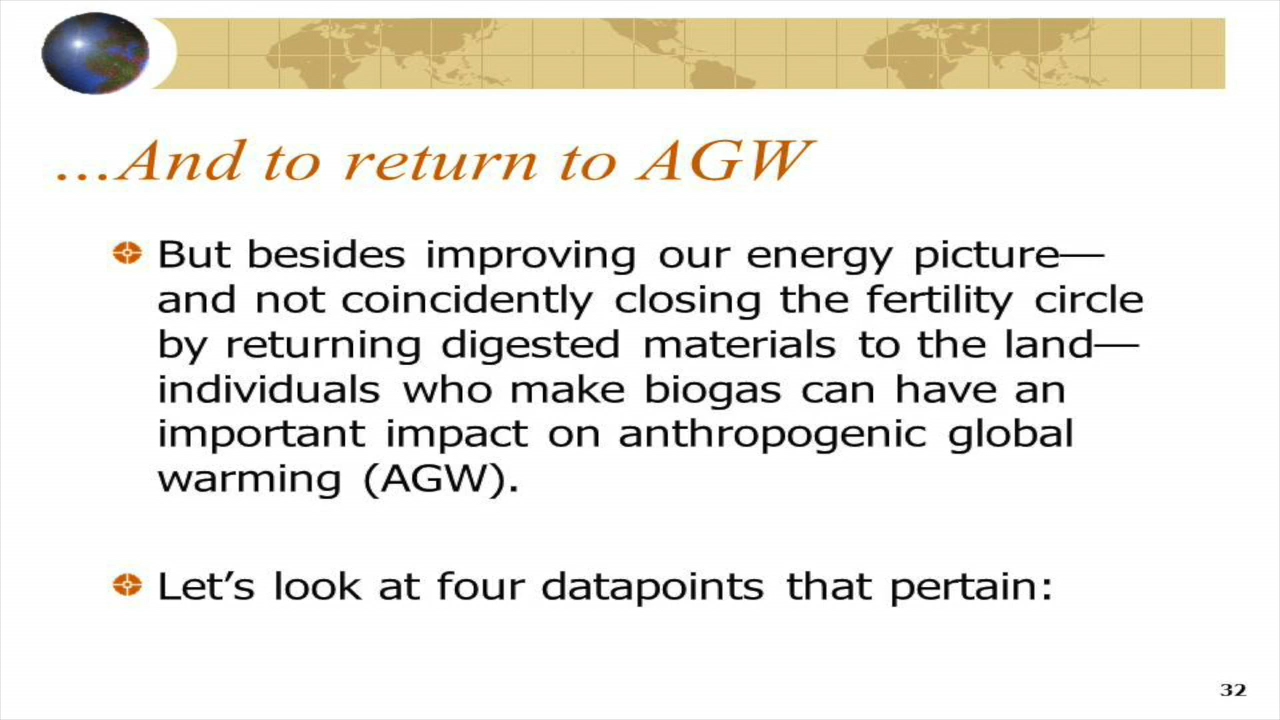 ...And to return to AGW
But besides improving our energy picture—
and not coincidently closing the fertility circle
by returning digested materials to the land—
individuals who make biogas can have an
important impact on anthropogenic global
warming (AGW).
Let’s look at four datapoints that pertain:
32